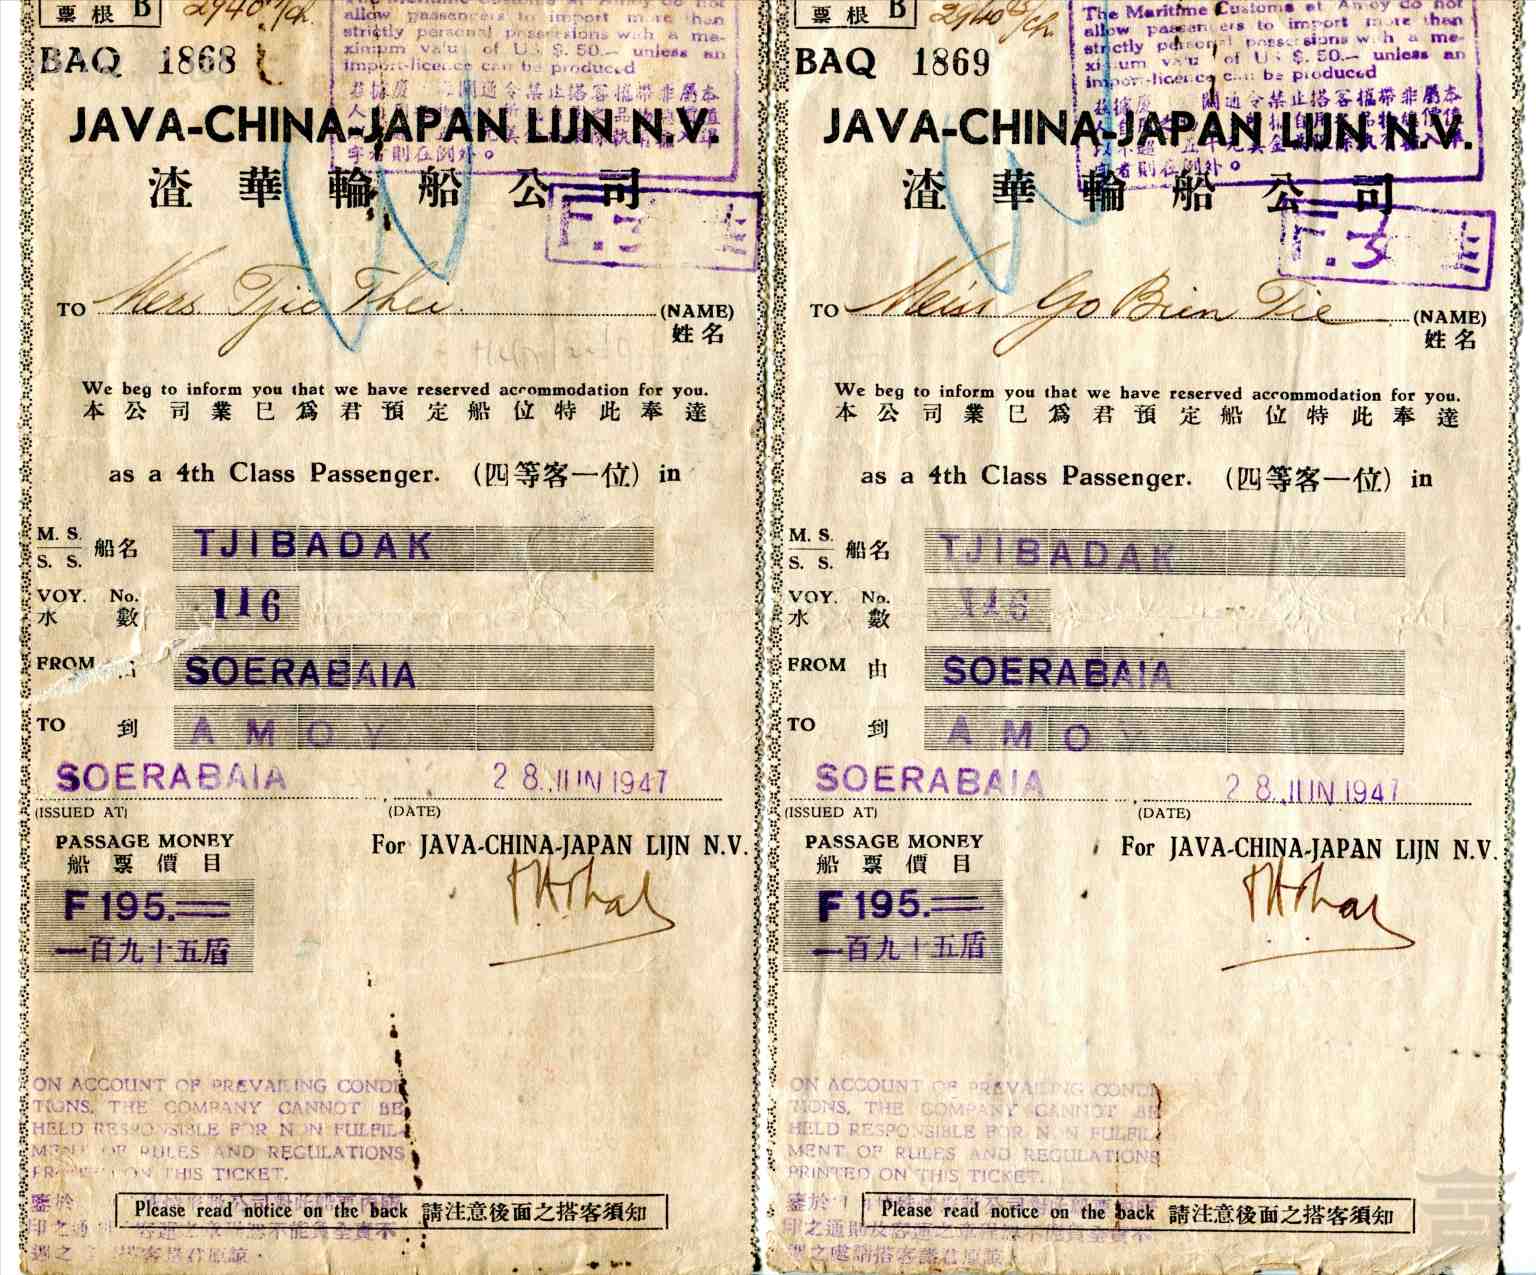 票根 B
BAQ 1868
allow passengers to import more than
strictly personal possessions with a ma-
ximum value of U.S. $. 50.— unless an
import-licence can be produced
JAVA-CHINA-JAPAN LIJN N.V.
渣華輪船公司
F.3
TO Mers. Tjio Thei. (NAME)
姓名
We beg to inform you that we have reserved accommodation for you.
本公司業已爲君預定船位特此奉達
as a 4th Class Passenger. (四等客一位) in
M. S.
S. S. 船名 TJIBADAK
VOY. No. 116
水數
FROM SOERABAIA
TO 到 AMOY
SOERABAIA 28 JUN 1947
(ISSUED AT) (DATE)
PASSAGE MONEY For JAVA-CHINA-JAPAN LIJN N.V.
船票價目
F 195.—
一百九十五盾
ON ACCOUNT OF PREVAILING CONDI
TIONS, THE COMPANY CANNOT BE
HELD RESPONSIBLE FOR NON FULFIL-
MENT OF RULES AND REGULATIONS
ON THIS TICKET.
Please read notice on the back 請注意後面之搭客須知
票根 B
The Maritime Customs at Amoy do not
allow passengers to import more than
strictly personal possessions with a ma-
ximum value of U.S. $. 50.— unless an
import-licence can be produced
BAQ 1869
JAVA-CHINA-JAPAN LIJN N.V.
渣華輪船公司
F.3
TO Meiss Go Bien Tie (NAME)
姓名
We beg to inform you that we have reserved accommodation for you.
本公司業已爲君預定船位特此奉達
as a 4th Class Passenger. (四等客一位) in
M. S.
S. S. 船名 TJIBADAK
VOY. No. 116
水數
FROM 由 SOERABAIA
TO 到 AMOY
SOERABAIA 28 JUN 1947
(ISSUED AT) (DATE)
PASSAGE MONEY For JAVA-CHINA-JAPAN LIJN N.V.
船票價目
F 195.—
一百九十五盾
ON ACCOUNT OF PREVAILING CONDI
TIONS, THE COMPANY CANNOT BE
HELD RESPONSIBLE FOR NON FULFIL-
MENT OF RULES AND REGULATIONS
PRINTED ON THIS TICKET.
Please read notice on the back 請注意後面之搭客須知